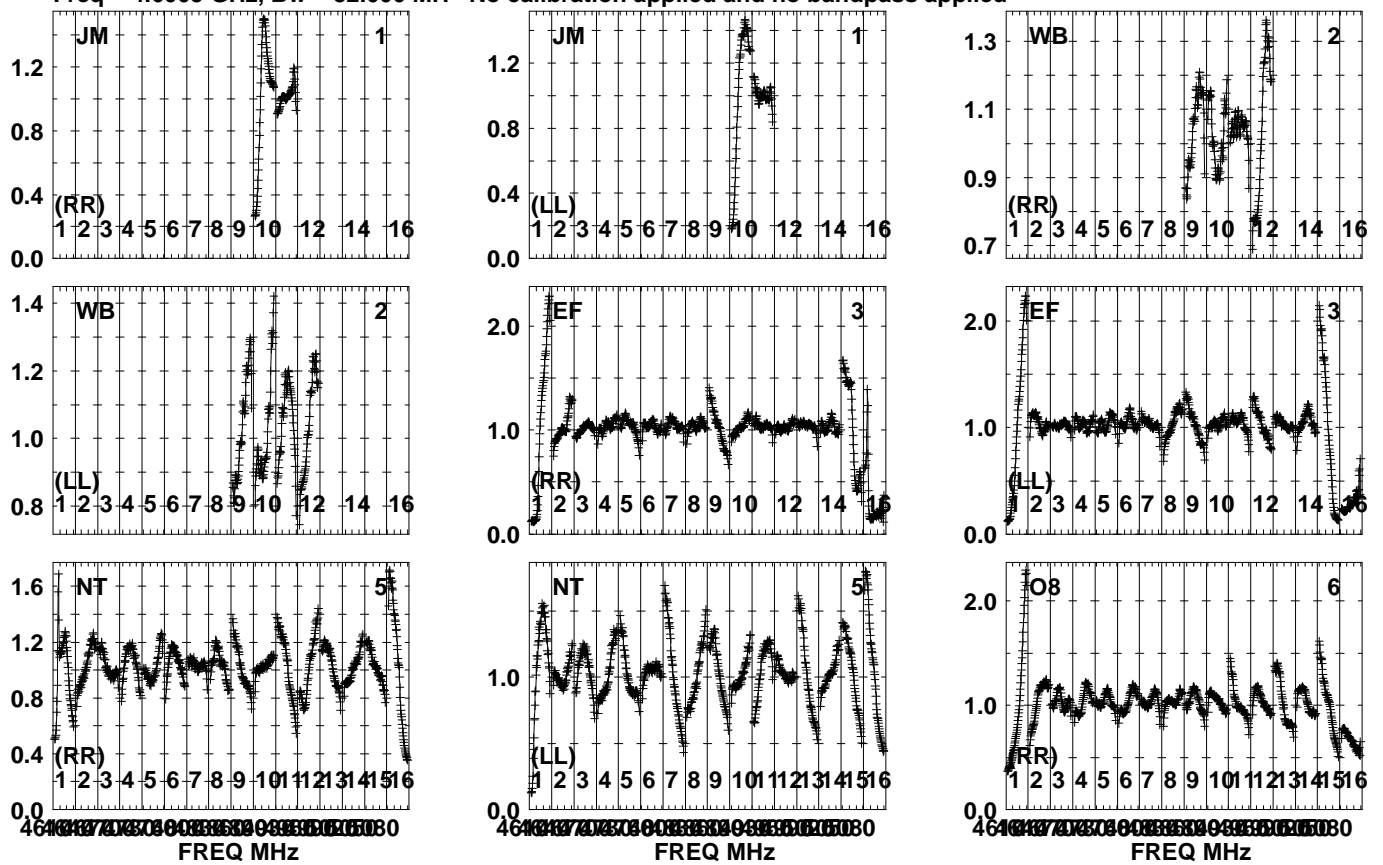 No calibration applied and no bandpass applied
JM 1
1.2
0.8
0.4
0.0
(RR)
1 2 3 4 5 6 7 8 9 10 12 14 16
JM 1
1.2
0.8
0.4
0.0
(LL)
1 2 3 4 5 6 7 8 9 10 12 14 16
WB 2
1.3
1.1
0.9
0.7
(RR)
1 2 3 4 5 6 7 8 9 10 12 14 16
WB 2
1.4
1.2
1.0
0.8
(LL)
1 2 3 4 5 6 7 8 9 10 12 14 16
EF 3
2.0
1.0
0.0
(RR)
1 2 3 4 5 6 7 8 9 10 12 14 16
EF 3
2.0
1.0
0.0
(LL)
1 2 3 4 5 6 7 8 9 10 12 14 16
NT 5
1.6
1.2
0.8
0.4
0.0
(RR)
1 2 3 4 5 6 7 8 9 10 11 12 13 14 15 16
FREQ MHz
NT 5
1.0
0.0
(LL)
1 2 3 4 5 6 7 8 9 10 11 12 13 14 15 16
FREQ MHz
O8 6
2.0
1.0
0.0
(RR)
1 2 3 4 5 6 7 8 9 10 11 12 13 14 15 16
FREQ MHz